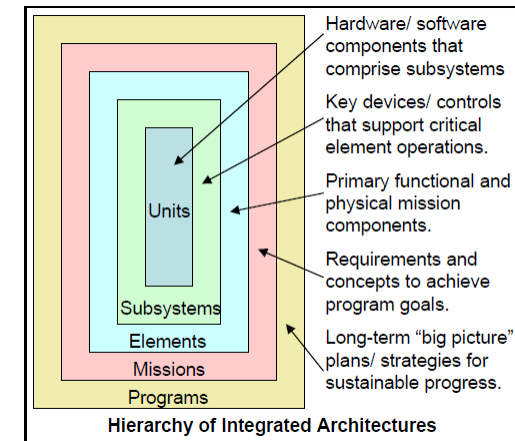 Hardware/ software
components that
comprise subsystems
Key devices/ controls
that support critical
element operations.
Primary functional and
physical mission
components.
Requirements and
concepts to achieve
program goals.
Long-term “big picture”
plans/ strategies for
sustainable progress.
Units
Subsystems
Elements
Missions
Programs
Hierarchy of Integrated Architectures